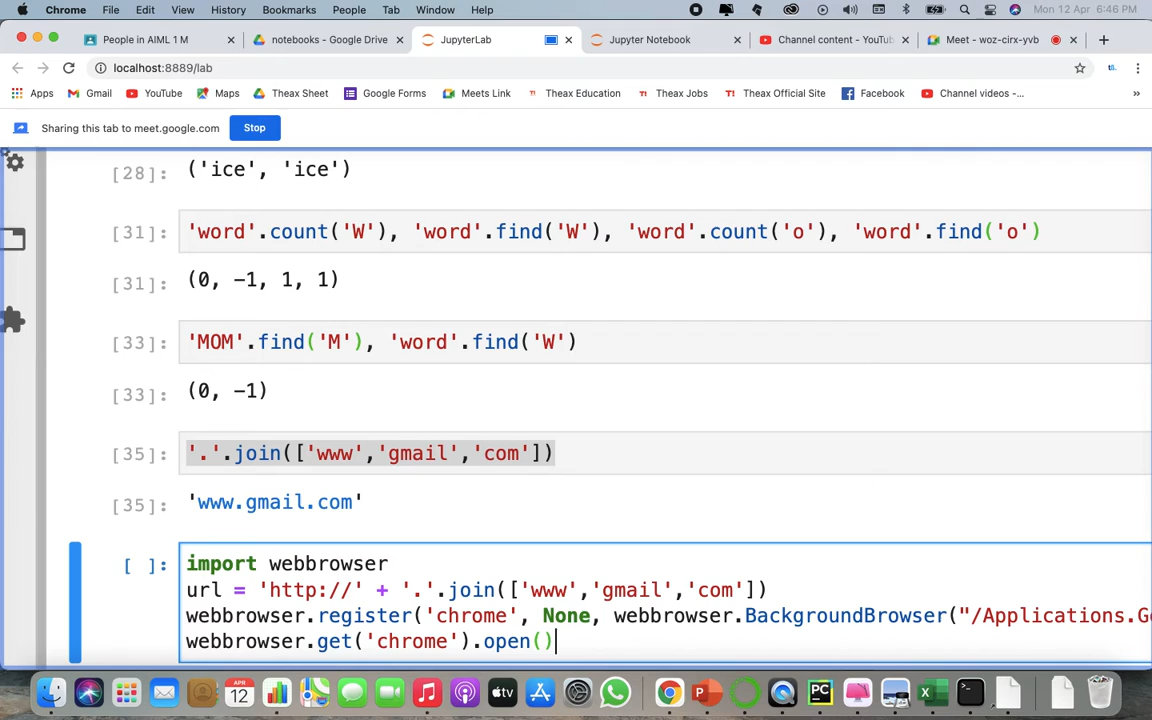 Chrome File Edit View History Bookmarks People Tab Window Help Mon 12 Apr 6:46 PM
People in AIML 1 M notebooks - Google Drive JupyterLab Jupyter Notebook Channel content - YouTu Meet - woz-cirx-yvb
localhost:8889/lab
Apps Gmail YouTube Maps Theax Sheet Google Forms Meets Link Theax Education Theax Jobs Theax Official Site Facebook Channel videos -... »
Sharing this tab to meet.google.com Stop
[28]: ('ice', 'ice')
[31]: 'word'.count('W'), 'word'.find('W'), 'word'.count('o'), 'word'.find('o')
[31]: (0, -1, 1, 1)
[33]: 'MOM'.find('M'), 'word'.find('W')
[33]: (0, -1)
[35]: '.'.join(['www','gmail','com'])
[35]: 'www.gmail.com'
[ ]: import webbrowser
url = 'http://' + '.'.join(['www','gmail','com'])
webbrowser.register('chrome', None, webbrowser.BackgroundBrowser("/Applications.Go
webbrowser.get('chrome').open()
APR
12
tv
P PC X